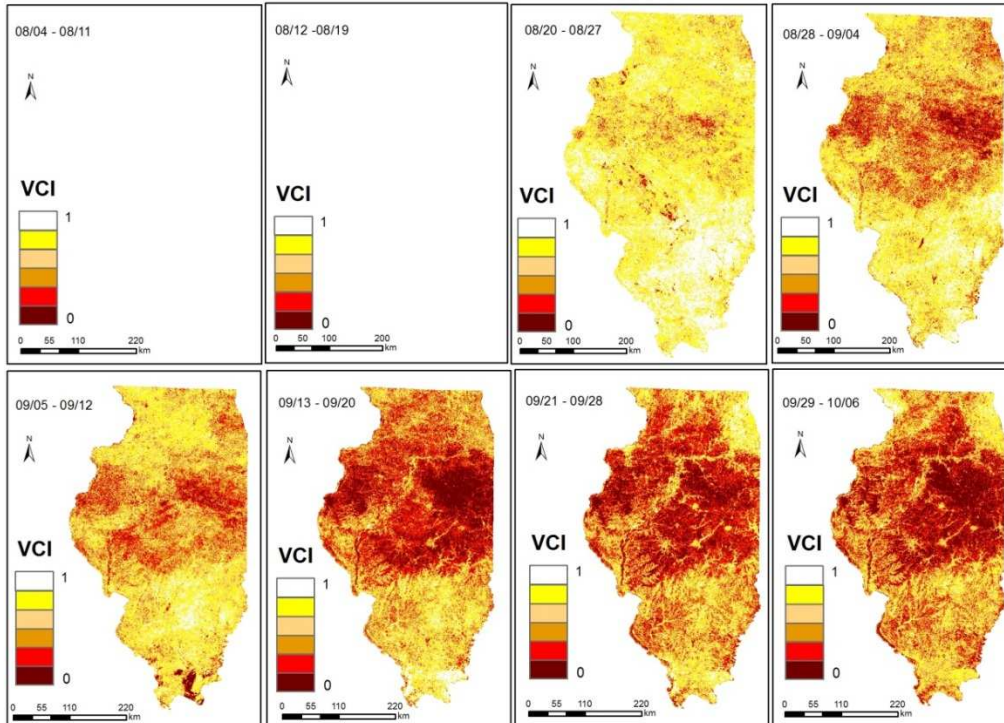 08/04 - 08/11
N
VCI
1
0
0 55 110 220
km
08/12 -08/19
N
VCI
1
0
0 50 100 200
km
08/20 - 08/27
N
VCI
1
0
0 50 100 200
km
08/28 - 09/04
N
VCI
1
0
0 50 100 200
km
09/05 - 09/12
N
VCI
1
0
0 55 110 220
km
09/13 - 09/20
N
VCI
1
0
0 55 110 220
km
09/21 - 09/28
N
VCI
1
0
0 55 110 220
km
09/29 - 10/06
N
VCI
1
0
0 55 110 220
km